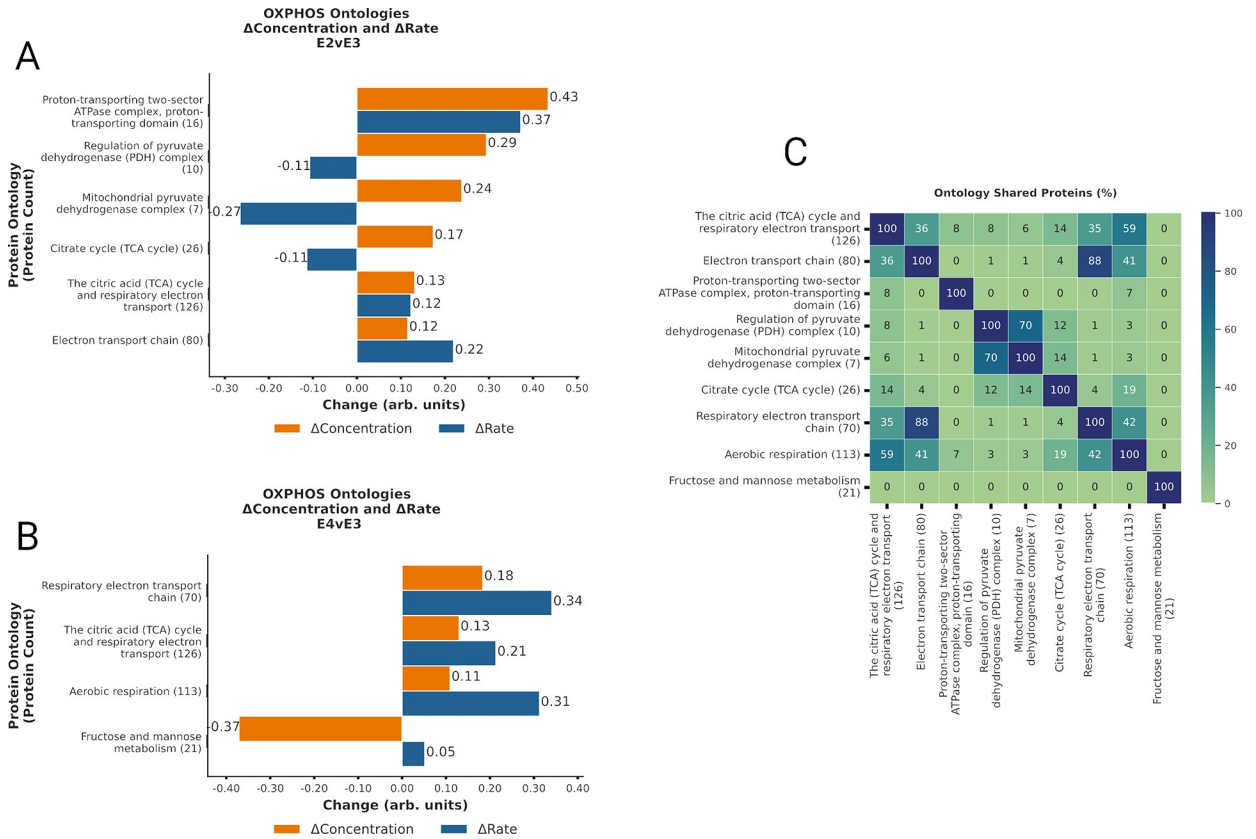 A
OXPHOS Ontologies
ΔConcentration and ΔRate
E2vE3
Protein Ontology
(Protein Count)
Proton-transporting two-sector
ATPase complex, proton-
transporting domain (16)
Regulation of pyruvate
dehydrogenase (PDH) complex
(10)
Mitochondrial pyruvate
dehydrogenase complex (7)
Citrate cycle (TCA cycle) (26)
The citric acid (TCA) cycle
and respiratory electron
transport (126)
Electron transport chain (80)
0.43
0.37
0.29
-0.11
0.24
-0.27
0.17
-0.11
0.13
0.12
0.12
0.22
-0.30 -0.20 -0.10 0.00 0.10 0.20 0.30 0.40 0.50
Change (arb. units)
ΔConcentration ΔRate
B
OXPHOS Ontologies
ΔConcentration and ΔRate
E4vE3
Protein Ontology
(Protein Count)
Respiratory electron transport
chain (70)
The citric acid (TCA) cycle
and respiratory electron
transport (126)
Aerobic respiration (113)
Fructose and mannose
metabolism (21)
0.18
0.34
0.13
0.21
0.11
0.31
-0.37
0.05
-0.40 -0.30 -0.20 -0.10 0.00 0.10 0.20 0.30 0.40
Change (arb. units)
ΔConcentration ΔRate
C
Ontology Shared Proteins (%)
The citric acid (TCA) cycle and
respiratory electron transport
(126)
100 36 8 8 6 14 35 59 0
Electron transport chain (80)
36 100 0 1 1 4 88 41 0
Proton-transporting two-sector
ATPase complex, proton-transporting
domain (16)
8 0 100 0 0 0 0 7 0
Regulation of pyruvate
dehydrogenase (PDH) complex (10)
8 1 0 100 70 12 1 3 0
Mitochondrial pyruvate
dehydrogenase complex (7)
6 1 0 70 100 14 1 3 0
Citrate cycle (TCA cycle) (26)
14 4 0 12 14 100 4 19 0
Respiratory electron transport
chain (70)
35 88 0 1 1 4 100 42 0
Aerobic respiration (113)
59 41 7 3 3 19 42 100 0
Fructose and mannose metabolism
(21)
0 0 0 0 0 0 0 0 100
The citric acid (TCA) cycle and
respiratory electron transport
(126)
Electron transport chain (80)
Proton-transporting two-sector
ATPase complex, proton-transporting
domain (16)
Regulation of pyruvate
dehydrogenase (PDH) complex (10)
Mitochondrial pyruvate
dehydrogenase complex (7)
Citrate cycle (TCA cycle) (26)
Respiratory electron transport
chain (70)
Aerobic respiration (113)
Fructose and mannose metabolism
(21)
100
80
60
40
20
0